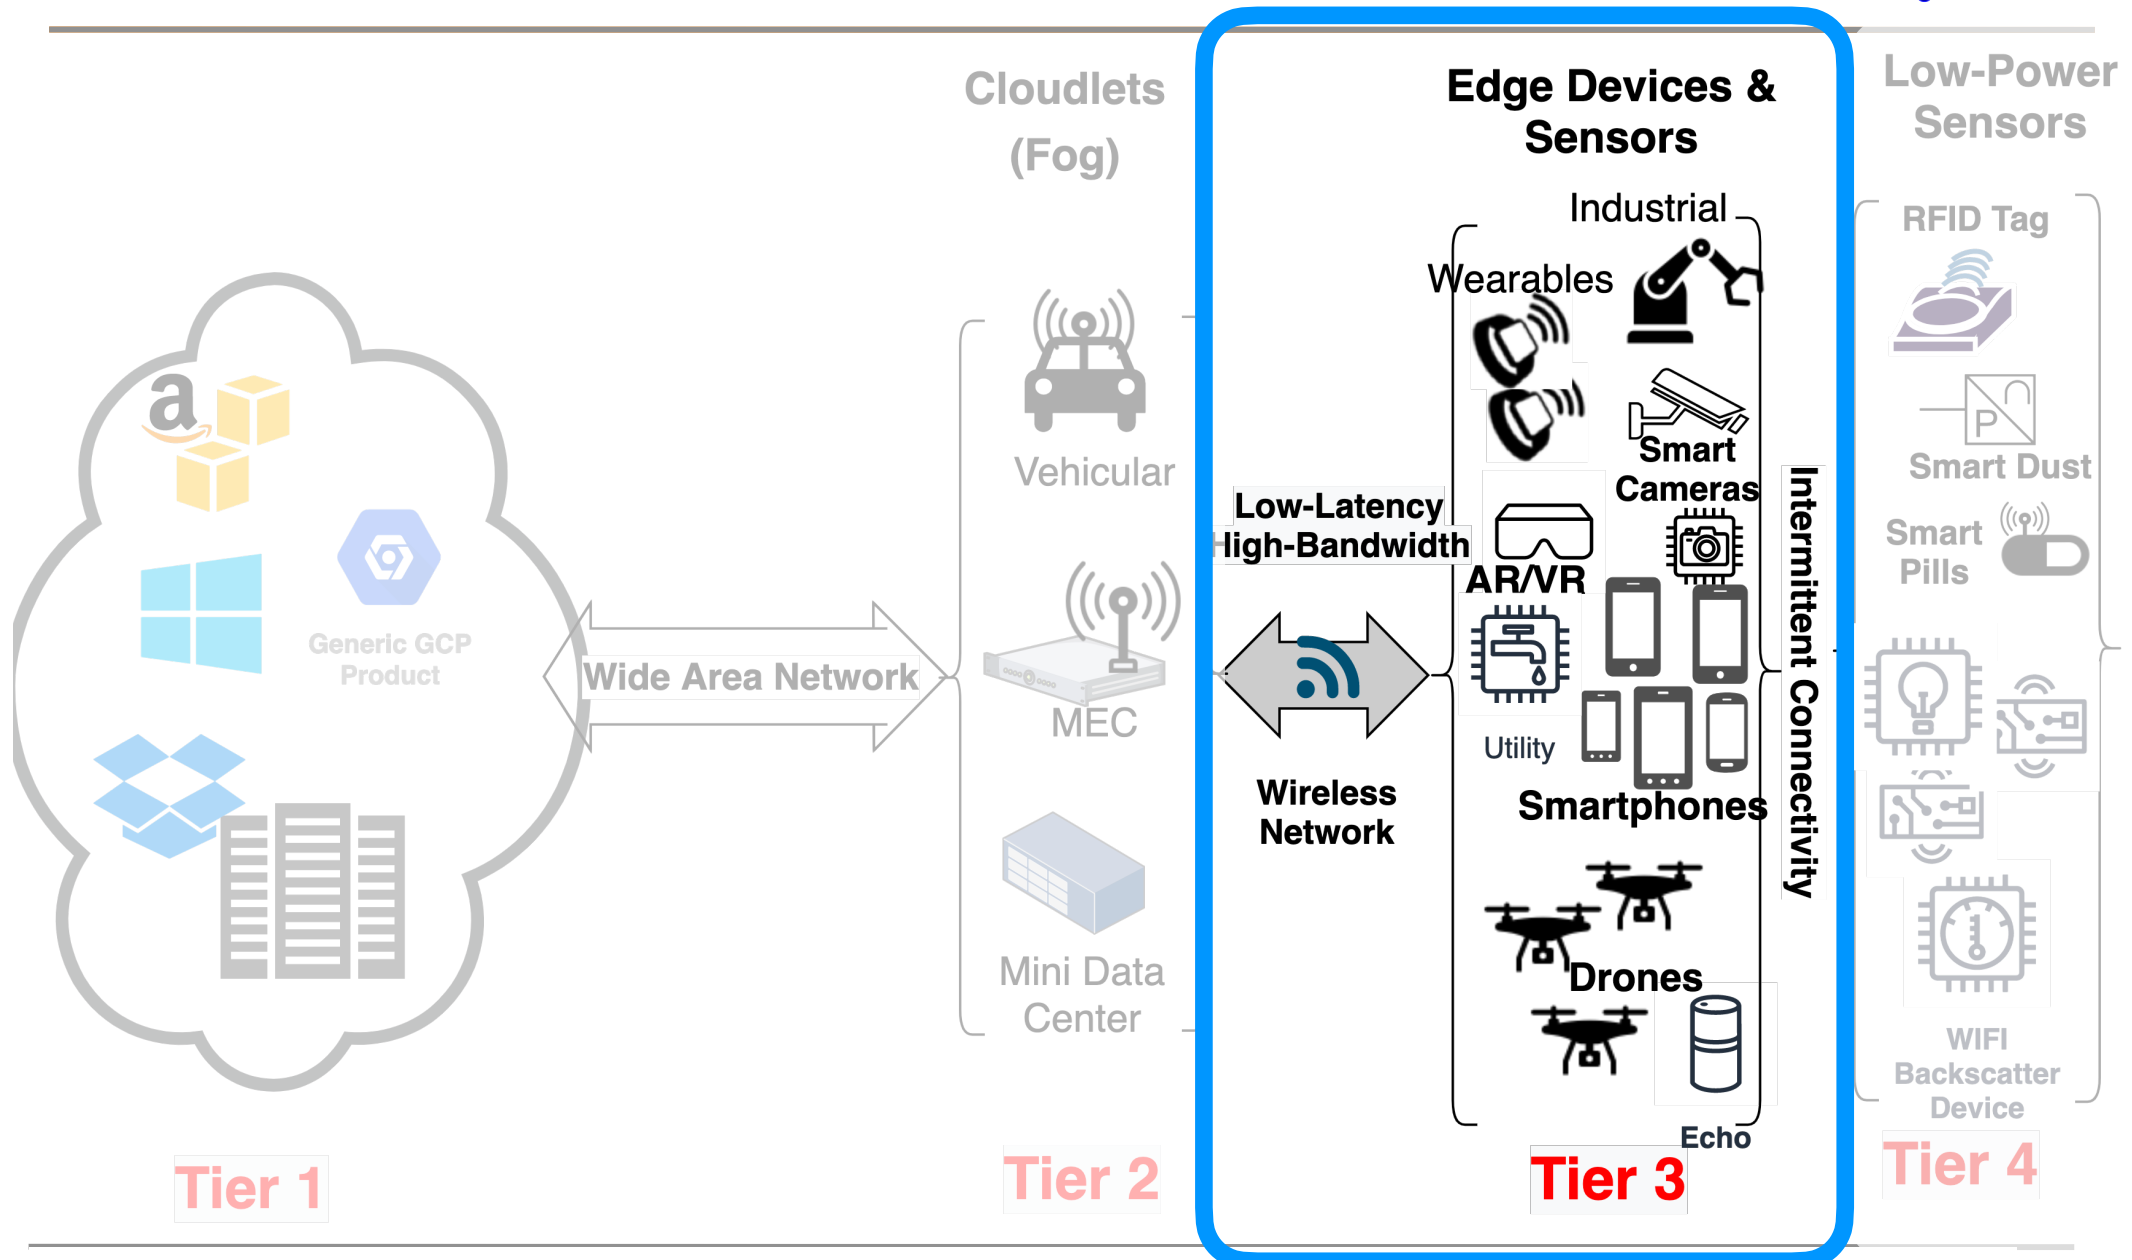 Cloudlets
(Fog)
Edge Devices &
Sensors
Low-Power
Sensors
a
Generic GCP
Product
Wide Area Network
Vehicular
MEC
Mini Data
Center
Low-Latency
High-Bandwidth
Wireless
Network
Industrial
Wearables
Smart
Cameras
AR/VR
Utility
Smartphones
Drones
Echo
Intermittent Connectivity
RFID Tag
P
Smart Dust
Smart
Pills
WIFI
Backscatter
Device
Tier 1
Tier 2
Tier 3
Tier 4